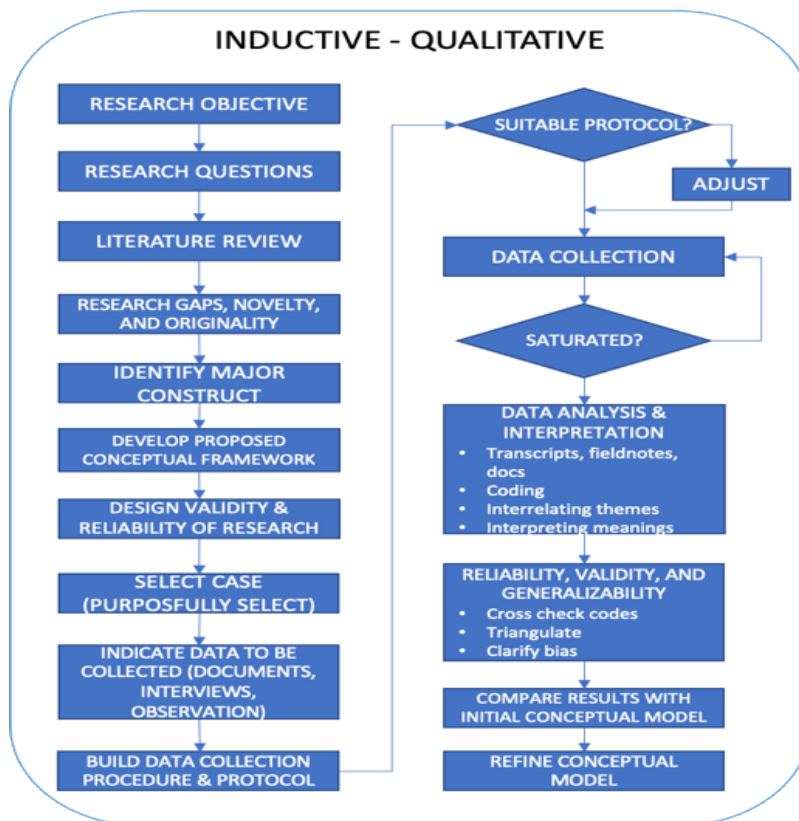 INDUCTIVE - QUALITATIVE
RESEARCH OBJECTIVE
RESEARCH QUESTIONS
LITERATURE REVIEW
RESEARCH GAPS, NOVELTY,
AND ORIGINALITY
IDENTIFY MAJOR
CONSTRUCT
DEVELOP PROPOSED
CONCEPTUAL FRAMEWORK
DESIGN VALIDITY &
RELIABILITY OF RESEARCH
SELECT CASE
(PURPOSFULLY SELECT)
INDICATE DATA TO BE
COLLECTED (DOCUMENTS,
INTERVIEWS,
OBSERVATION)
BUILD DATA COLLECTION
PROCEDURE & PROTOCOL
SUITABLE PROTOCOL?
ADJUST
DATA COLLECTION
SATURATED?
DATA ANALYSIS &
INTERPRETATION
• Transcripts, fieldnotes,
docs
• Coding
• Interrelating themes
• Interpreting meanings
RELIABILITY, VALIDITY, AND
GENERALIZABILITY
• Cross check codes
• Triangulate
• Clarify bias
COMPARE RESULTS WITH
INITIAL CONCEPTUAL MODEL
REFINE CONCEPTUAL
MODEL